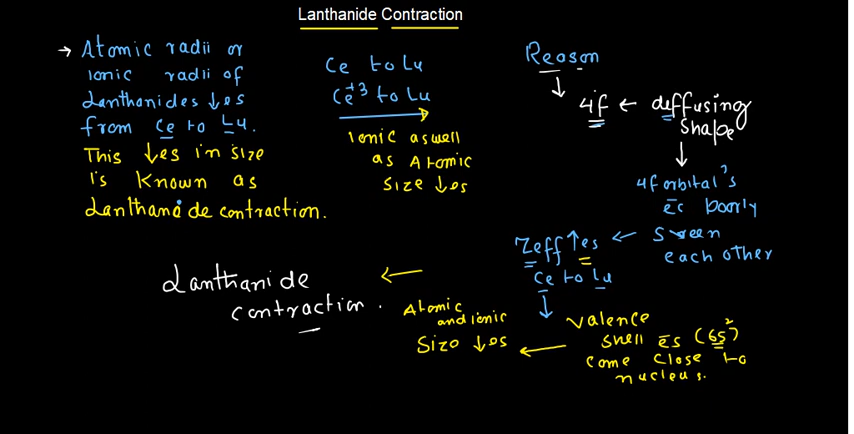 Lanthanide Contraction
→ Atomic radii or
ionic radii of
Lanthanides ↓es
from Ce to Lu.
This ↓es in size
is known as
Lanthanide contraction.
Ce to Lu
Ce+3 to Lu
Ionic as well
as Atomic
size ↓es
Reason
↓
4f ← deffusing
shape
↓
4f orbital's
ēc poorly
screen
each other
Zeff ↑es ←
Ce to Lu
↓
Valence
shell ēs (6s²)
come close to
nucleus.
Atomic
and ionic
Size ↓es ←
Lanthanide ←
contraction.